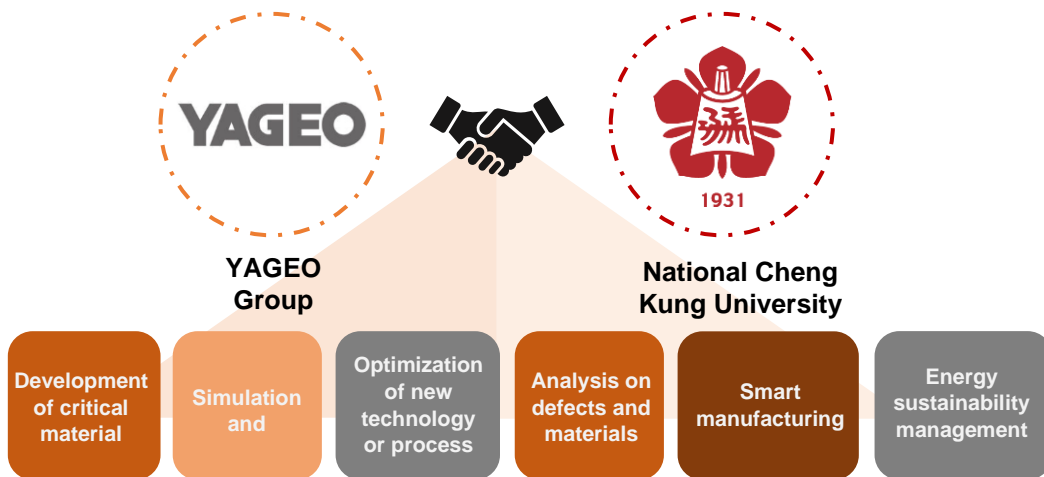 YAGEO
1931
YAGEO
Group
National Cheng
Kung University
Development
of critical
material
Simulation
and
Optimization
of new
technology
or process
Analysis on
defects and
materials
Smart
manufacturing
Energy
sustainability
management